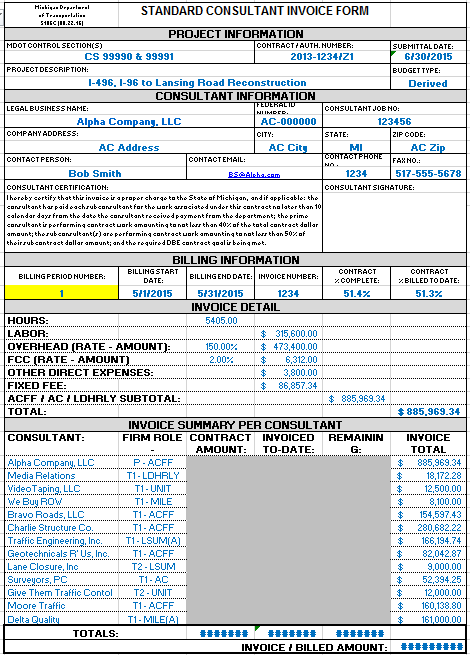 Michigan Department
of Transportation
5106C (08.22.16)
STANDARD CONSULTANT INVOICE FORM
PROJECT INFORMATION
MDOT CONTROL SECTION(S) CONTRACT / AUTH. NUMBER: SUBMITTAL DATE:
CS 99990 & 99991 2013-1234/Z1 6/30/2015
PROJECT DESCRIPTION: BUDGET TYPE:
I-496, I-96 to Lansing Road Reconstruction Derived
CONSULTANT INFORMATION
LEGAL BUSINESS NAME: FEDERAL ID NUMBER: CONSULTANT JOB NO:
Alpha Company, LLC AC-000000 123456
COMPANY ADDRESS: CITY: STATE: ZIP CODE:
AC Address AC City MI AC Zip
CONTACT PERSON: CONTACT EMAIL: CONTACT PHONE NO.: FAX NO.:
Bob Smith BS@Alpha.com 1234 517-555-5678
CONSULTANT CERTIFICATION: CONSULTANT SIGNATURE:
I hereby certify that this invoice is a proper charge to the State of Michigan, and if applicable: the
consultant has paid each subconsultant for the work associated under this contract no later than 10
calendar days from the date the consultant received payment from the department; the prime
consultant is performing contract work amounting to not less than 40% of the total contract dollar
amount; the subconsultant(s) are performing contract work amounting to not less than 50% of
their subcontract dollar amount; and the required DBE contract goal is being met.
BILLING INFORMATION
BILLING PERIOD NUMBER: BILLING START DATE: BILLING END DATE: INVOICE NUMBER: CONTRACT % COMPLETE: CONTRACT % BILLED TO DATE:
1 5/1/2015 5/31/2015 1234 51.4% 51.3%
INVOICE DETAIL
HOURS: 5405.00
LABOR: $ 315,600.00
OVERHEAD (RATE - AMOUNT): 150.00% $ 473,400.00
FCC (RATE - AMOUNT) 2.00% $ 6,312.00
OTHER DIRECT EXPENSES: $ 3,800.00
FIXED FEE: $ 86,857.34
ACFF / AC / LDHRLY SUBTOTAL: $ 885,969.34
TOTAL: $ 885,969.34
INVOICE SUMMARY PER CONSULTANT
CONSULTANT: FIRM ROLE - CONTRACT AMOUNT: INVOICED TO-DATE: REMAINING: INVOICE TOTAL
Alpha Company, LLC P - ACFF $ 885,969.34
Media Relations T1 - LDHRLY $ 18,172.28
Video Taping, LLC T1 - UNIT $ 12,500.00
We Buy ROW T1 - MILE $ 8,100.00
Bravo Roads, LLC T1 - ACFF $ 154,597.43
Charlie Structure Co. T1 - ACFF $ 280,682.22
Traffic Engineering, Inc. T1 - LSUM(A) $ 166,194.74
Geotechnicals R' Us, Inc. T1 - ACFF $ 82,042.87
Lane Closure, Inc T2 - LSUM $ 9,000.00
Surveyors, PC T1 - AC $ 52,394.25
Give Them Traffic Contol T2 - UNIT $ 12,000.00
Moore Traffic T1 - ACFF $ 160,138.80
Delta Quality T1 - MILE(A) $ 161,000.00
TOTALS: ####### ####### #######
INVOICE / BILLED AMOUNT: #########